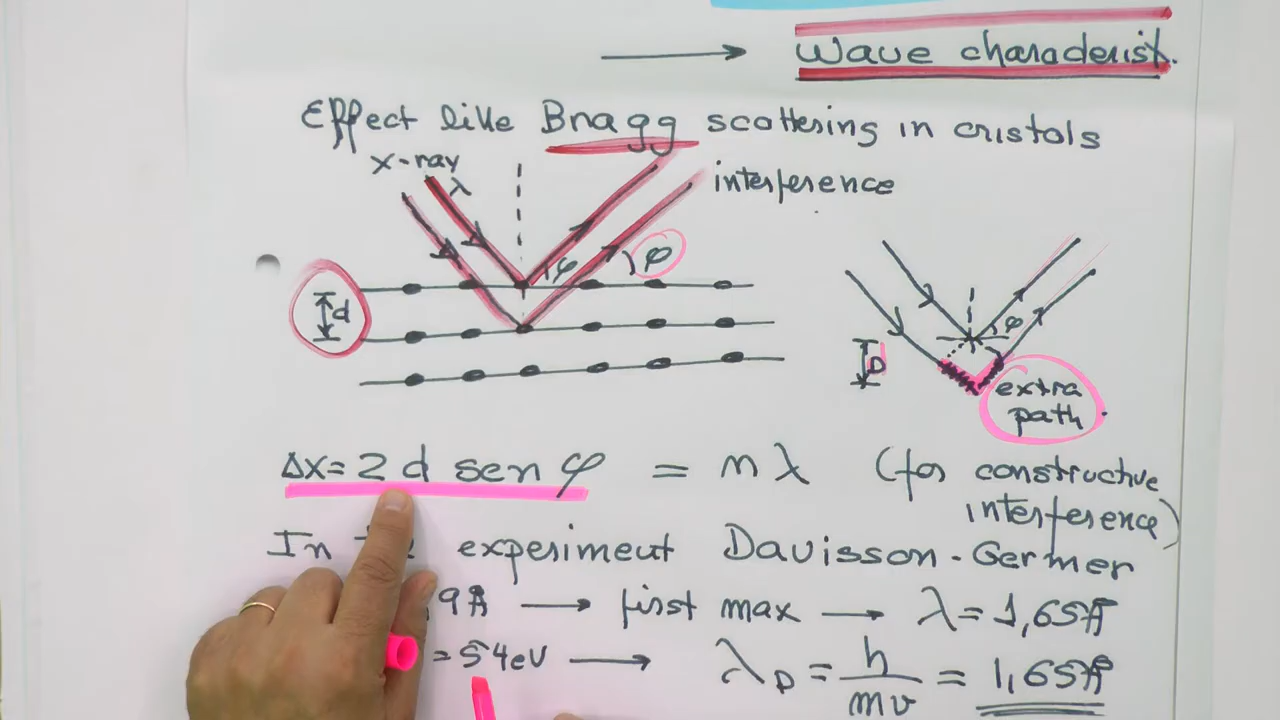 Wave characterist.
Effect like Bragg scattering in cristals
x-ray
λ
interference
φ
φ
d
φ
D
extra
path
Δx = 2 d sen φ = n λ (for constructive
interference)
In experiment Davisson-Germer
,9Å → first max → λ = 1,65Å
= 54eV → λD = h/mv = 1,65Å